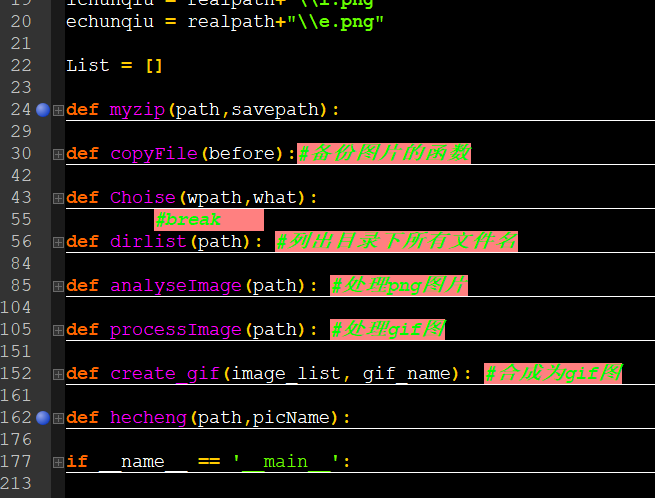 19 ichunqiu = realpath+"\\i.png"
20 echunqiu = realpath+"\\e.png"
21
22 List = []
23
24 def myzip(path,savepath):
29
30 def copyFile(before):#备份图片的函数
42
43 def Choise(wpath,what):
55 #break
56 def dirlist(path): #列出目录下所有文件名
84
85 def analyseImage(path): #处理png图片
104
105 def processImage(path): #处理gif图
151
152 def create_gif(image_list, gif_name): #合成为gif图
161
162 def hecheng(path,picName):
176
177 if __name__ == '__main__':
213